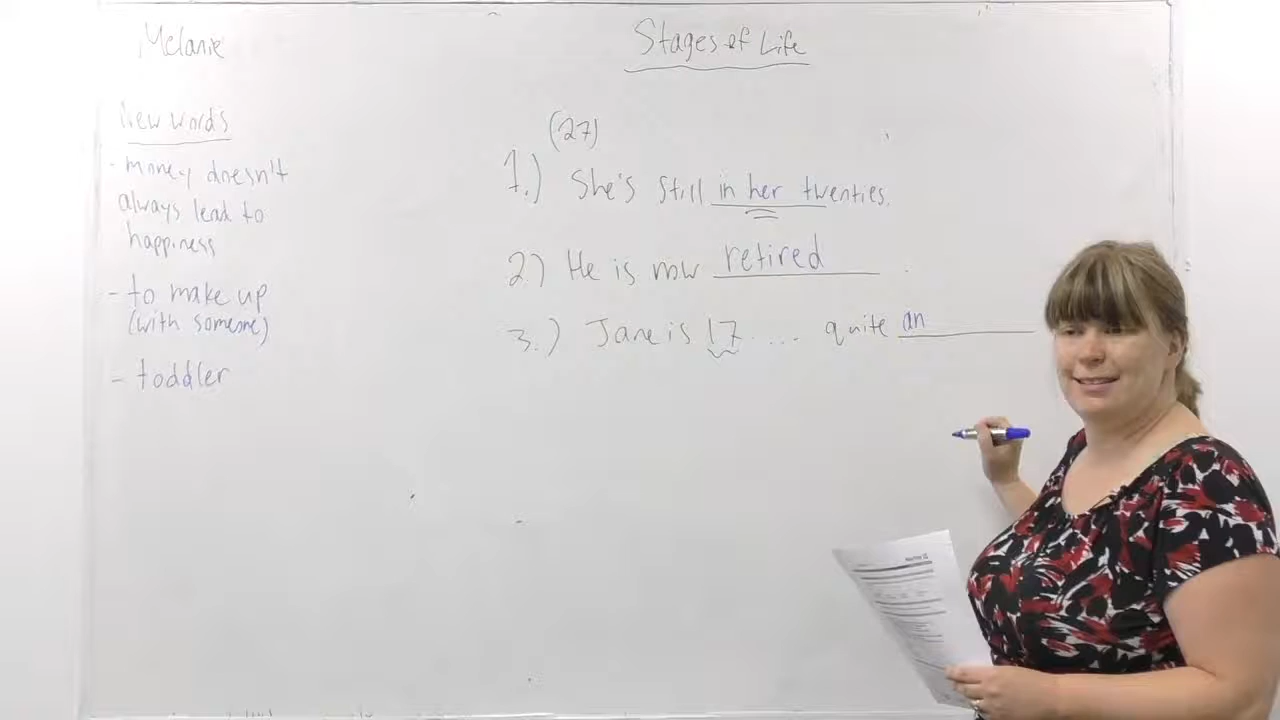 Melanie
Stages of Life
New words
- money doesn't
always lead to
happiness
- to make up
(with someone)
- toddler
(27)
1.) She's still in her twenties.
2.) He is now retired
3.) Jane is 17 .... quite an